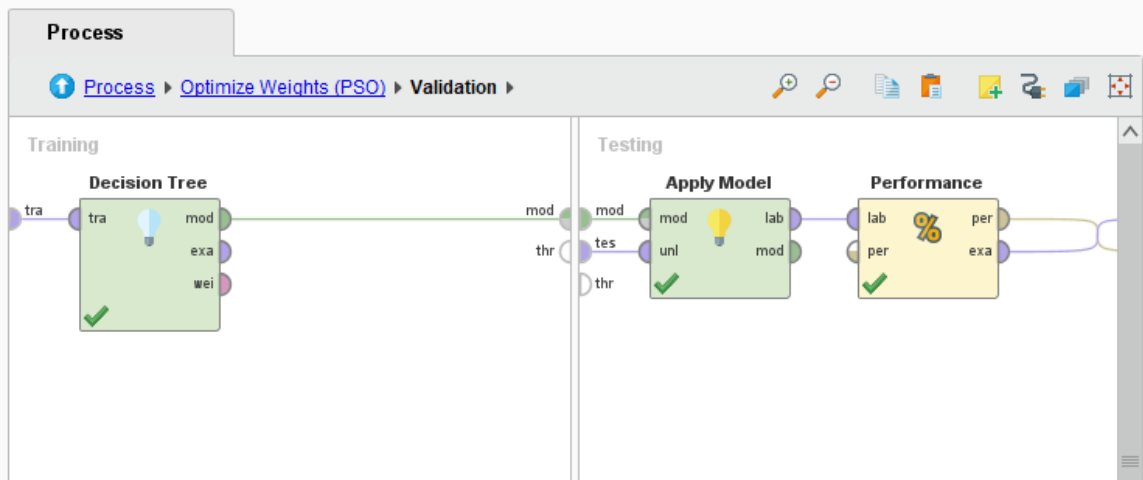 Process
Process Optimize Weights (PSO) Validation
Training
Testing
Decision Tree
Apply Model
Performance
tra
tra
mod
exa
wei
mod
thr
mod
tes
thr
mod
unl
lab
mod
lab
per
%
per
exa